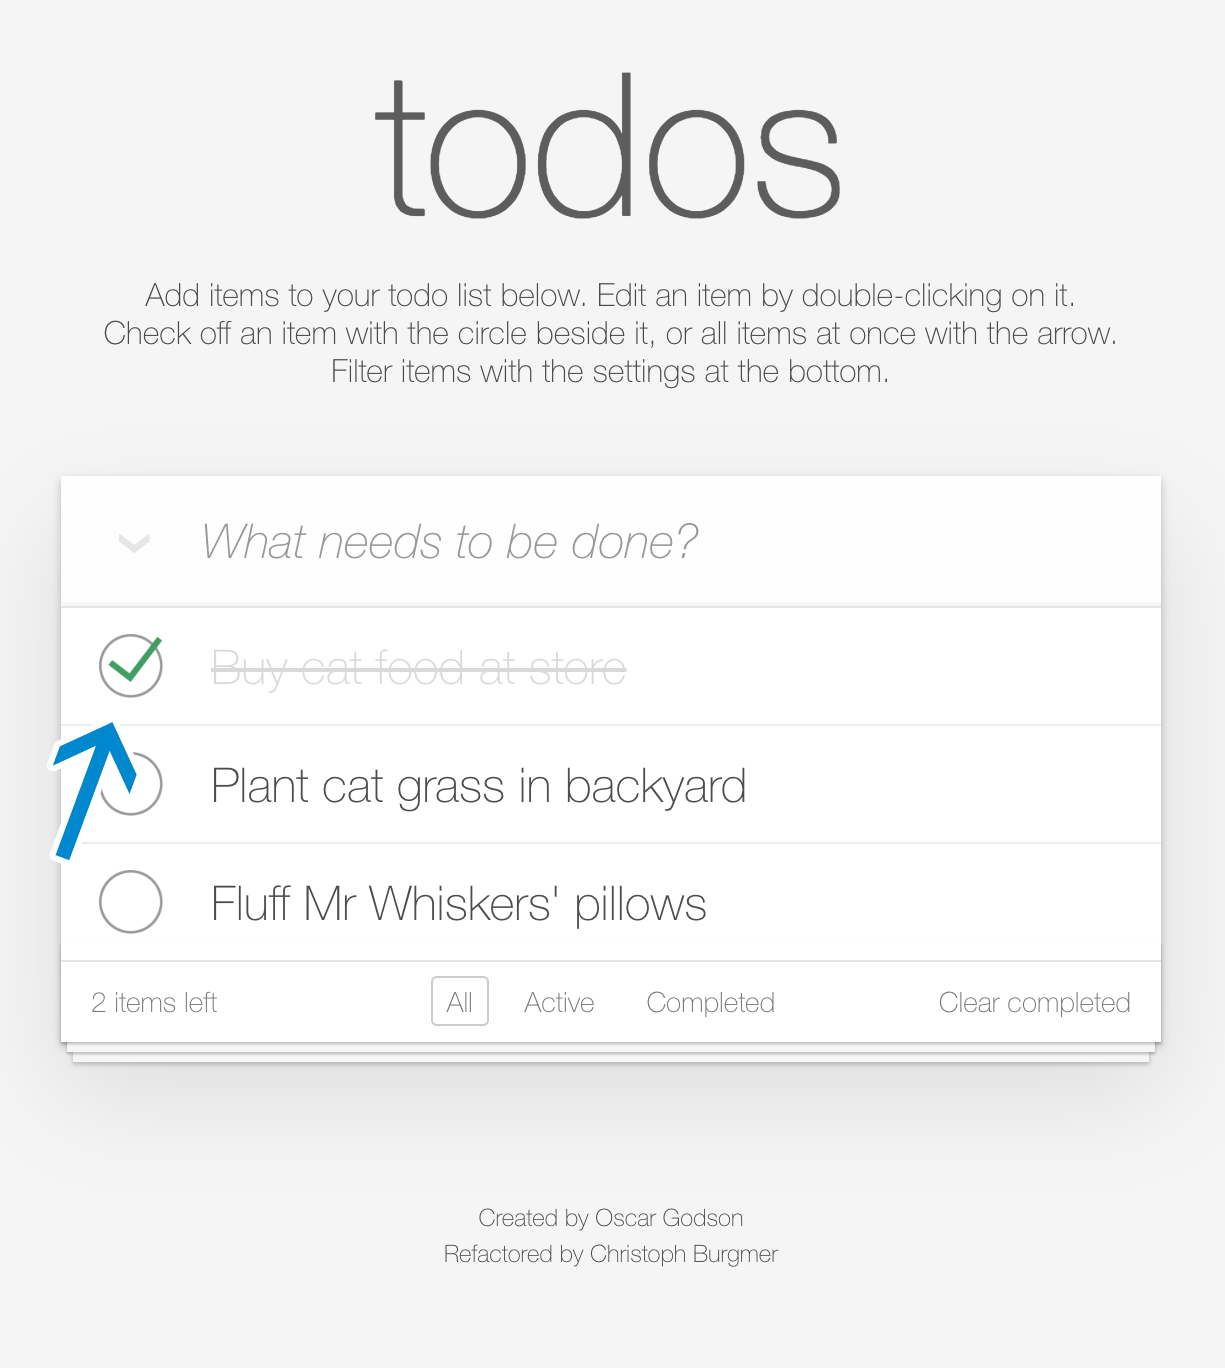 todos
Add items to your todo list below. Edit an item by double-clicking on it.
Check off an item with the circle beside it, or all items at once with the arrow.
Filter items with the settings at the bottom.
What needs to be done?
Buy cat food at store
Plant cat grass in backyard
Fluff Mr Whiskers' pillows
2 items left All Active Completed Clear completed
Created by Oscar Godson
Refactored by Christoph Burgmer